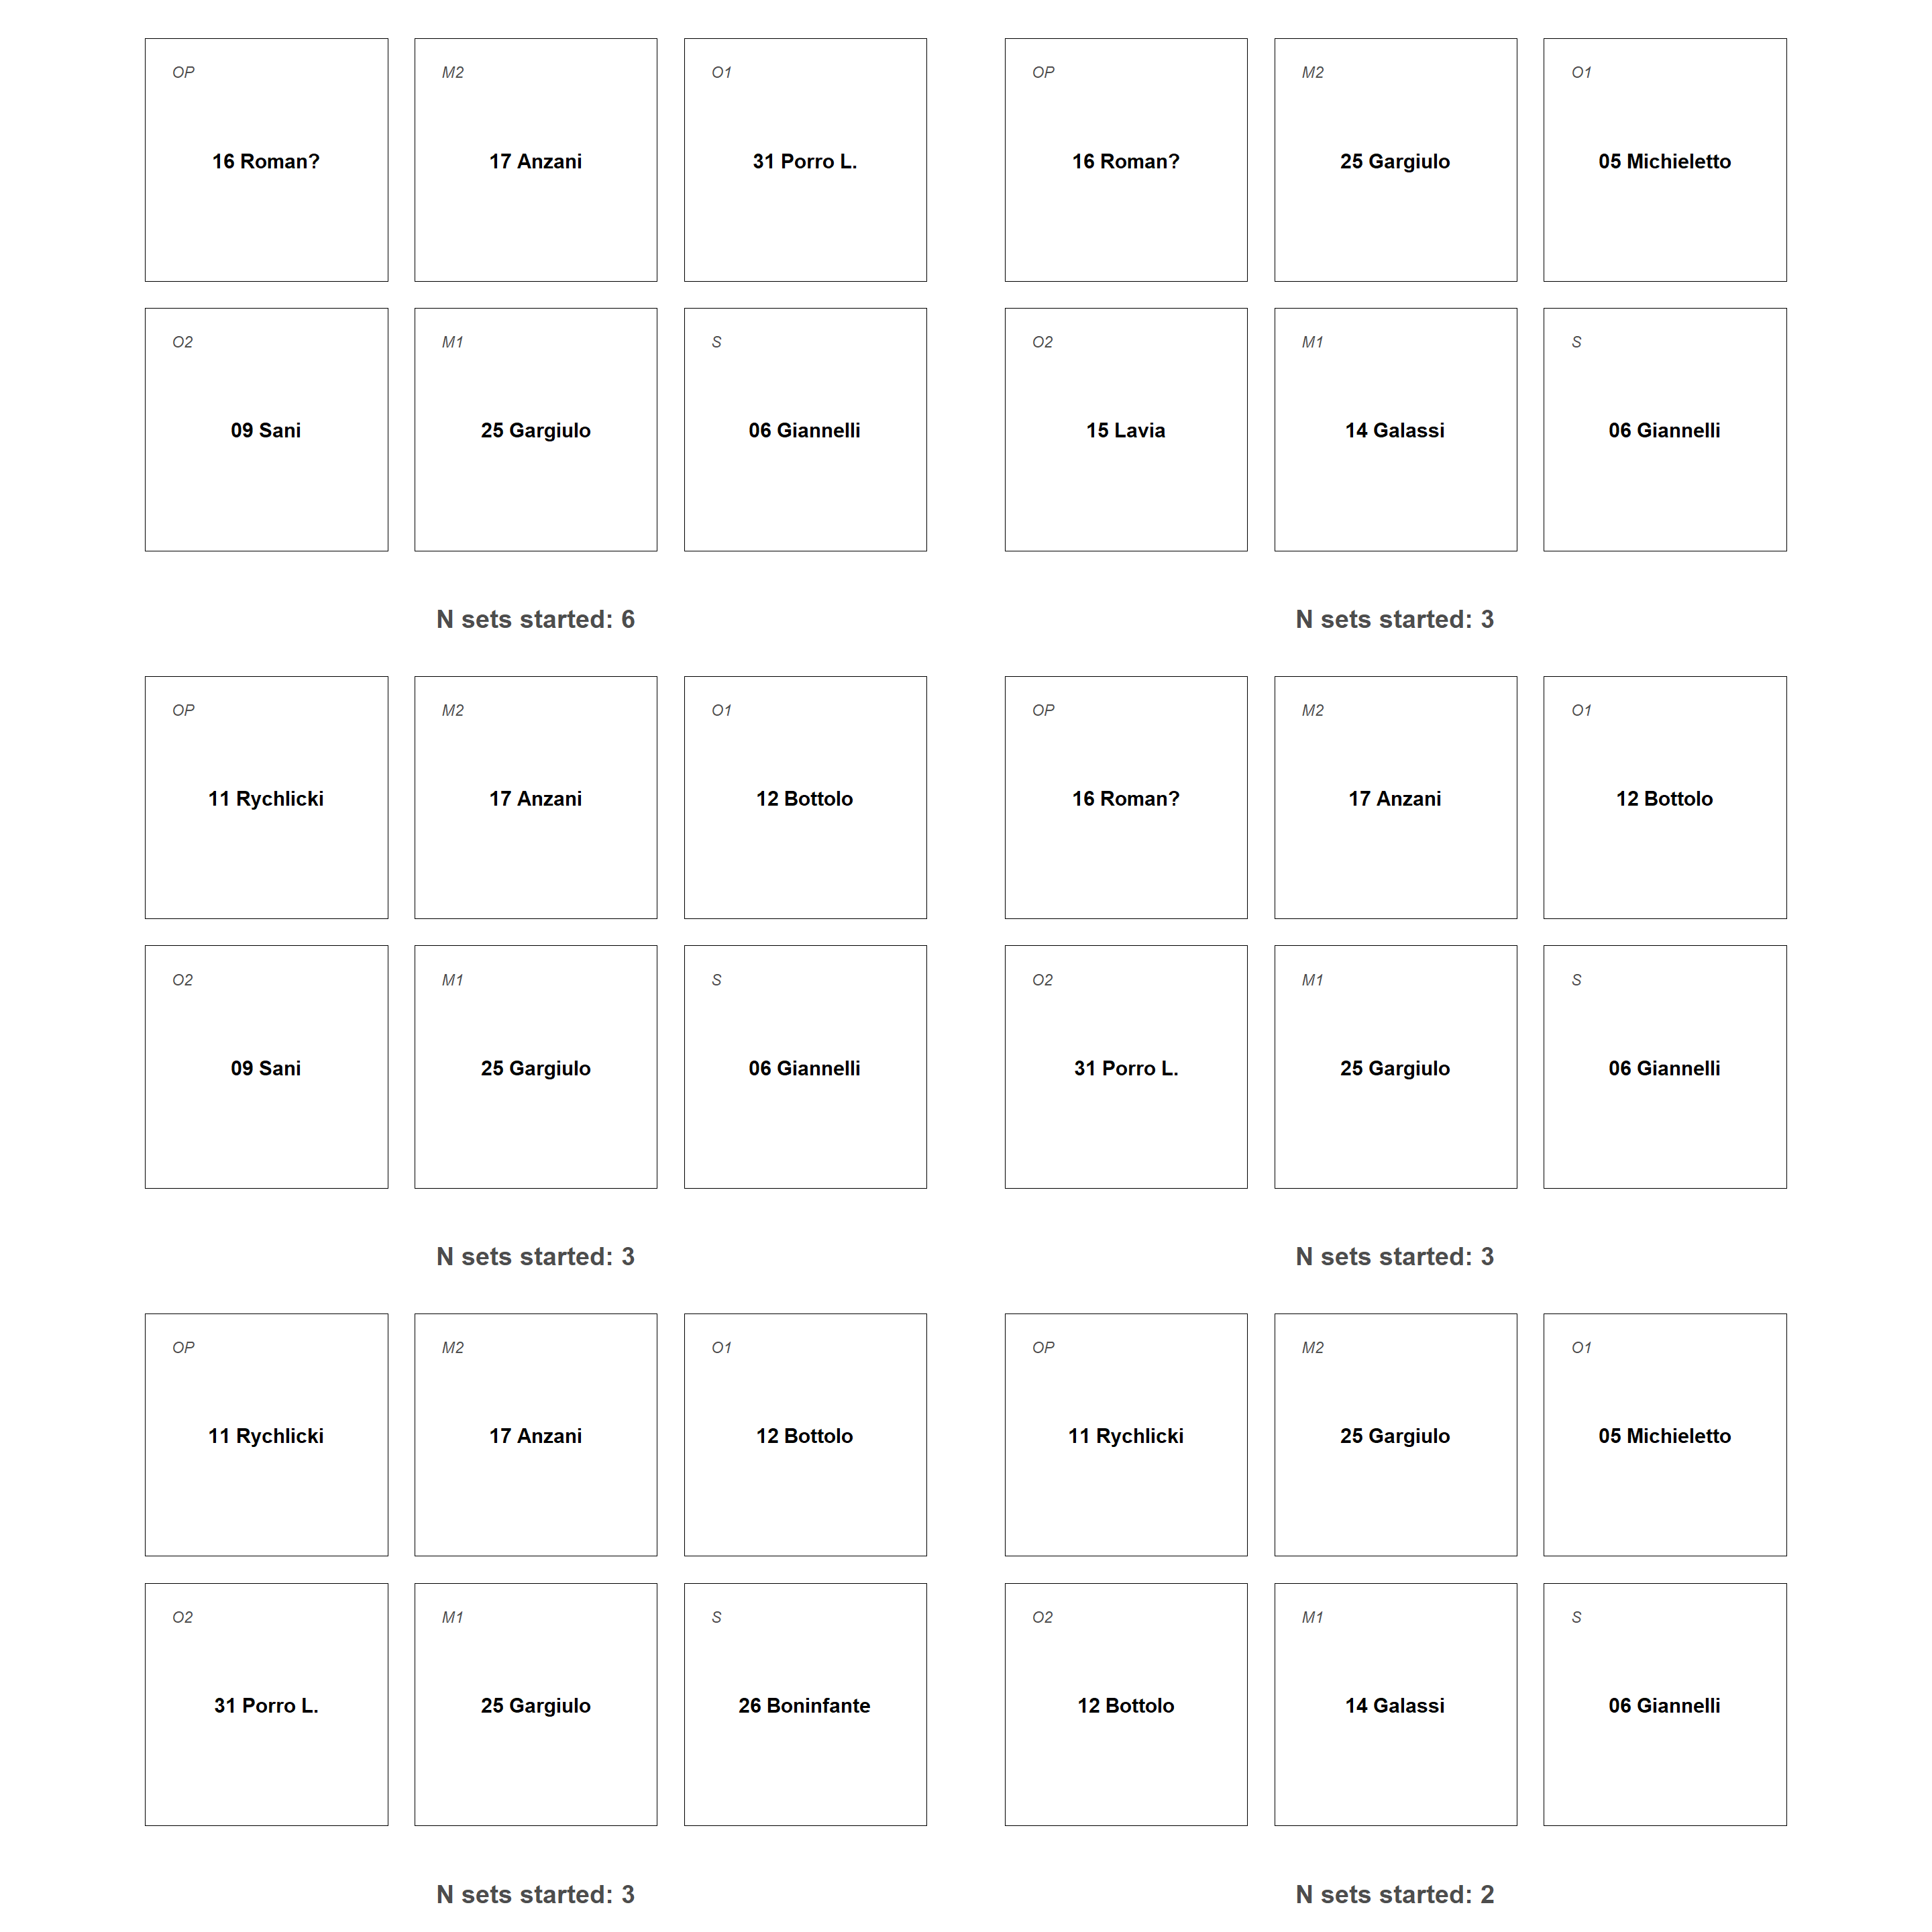 OP
M2
O1
16 Roman?
17 Anzani
31 Porro L.
O2
M1
S
09 Sani
25 Gargiulo
06 Giannelli
N sets started: 6
OP
M2
O1
16 Roman?
25 Gargiulo
05 Michieletto
O2
M1
S
15 Lavia
14 Galassi
06 Giannelli
N sets started: 3
OP
M2
O1
11 Rychlicki
17 Anzani
12 Bottolo
O2
M1
S
09 Sani
25 Gargiulo
06 Giannelli
N sets started: 3
OP
M2
O1
16 Roman?
17 Anzani
12 Bottolo
O2
M1
S
31 Porro L.
25 Gargiulo
06 Giannelli
N sets started: 3
OP
M2
O1
11 Rychlicki
17 Anzani
12 Bottolo
O2
M1
S
31 Porro L.
25 Gargiulo
26 Boninfante
N sets started: 3
OP
M2
O1
11 Rychlicki
25 Gargiulo
05 Michieletto
O2
M1
S
12 Bottolo
14 Galassi
06 Giannelli
N sets started: 2